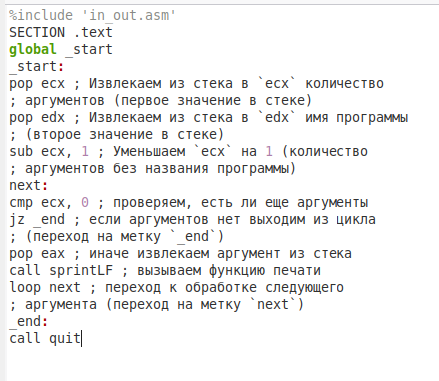 %include 'in_out.asm'
SECTION .text
global _start
_start:
pop ecx ; Извлекаем из стека в `ecx` количество
; аргументов (первое значение в стеке)
pop edx ; Извлекаем из стека в `edx` имя программы
; (второе значение в стеке)
sub ecx, 1 ; Уменьшаем `ecx` на 1 (количество
; аргументов без названия программы)
next:
cmp ecx, 0 ; проверяем, есть ли еще аргументы
jz _end ; если аргументов нет выходим из цикла
; (переход на метку `_end`)
pop eax ; иначе извлекаем аргумент из стека
call sprintLF ; вызываем функцию печати
loop next ; переход к обработке следующего
; аргумента (переход на метку `next`)
_end:
call quit